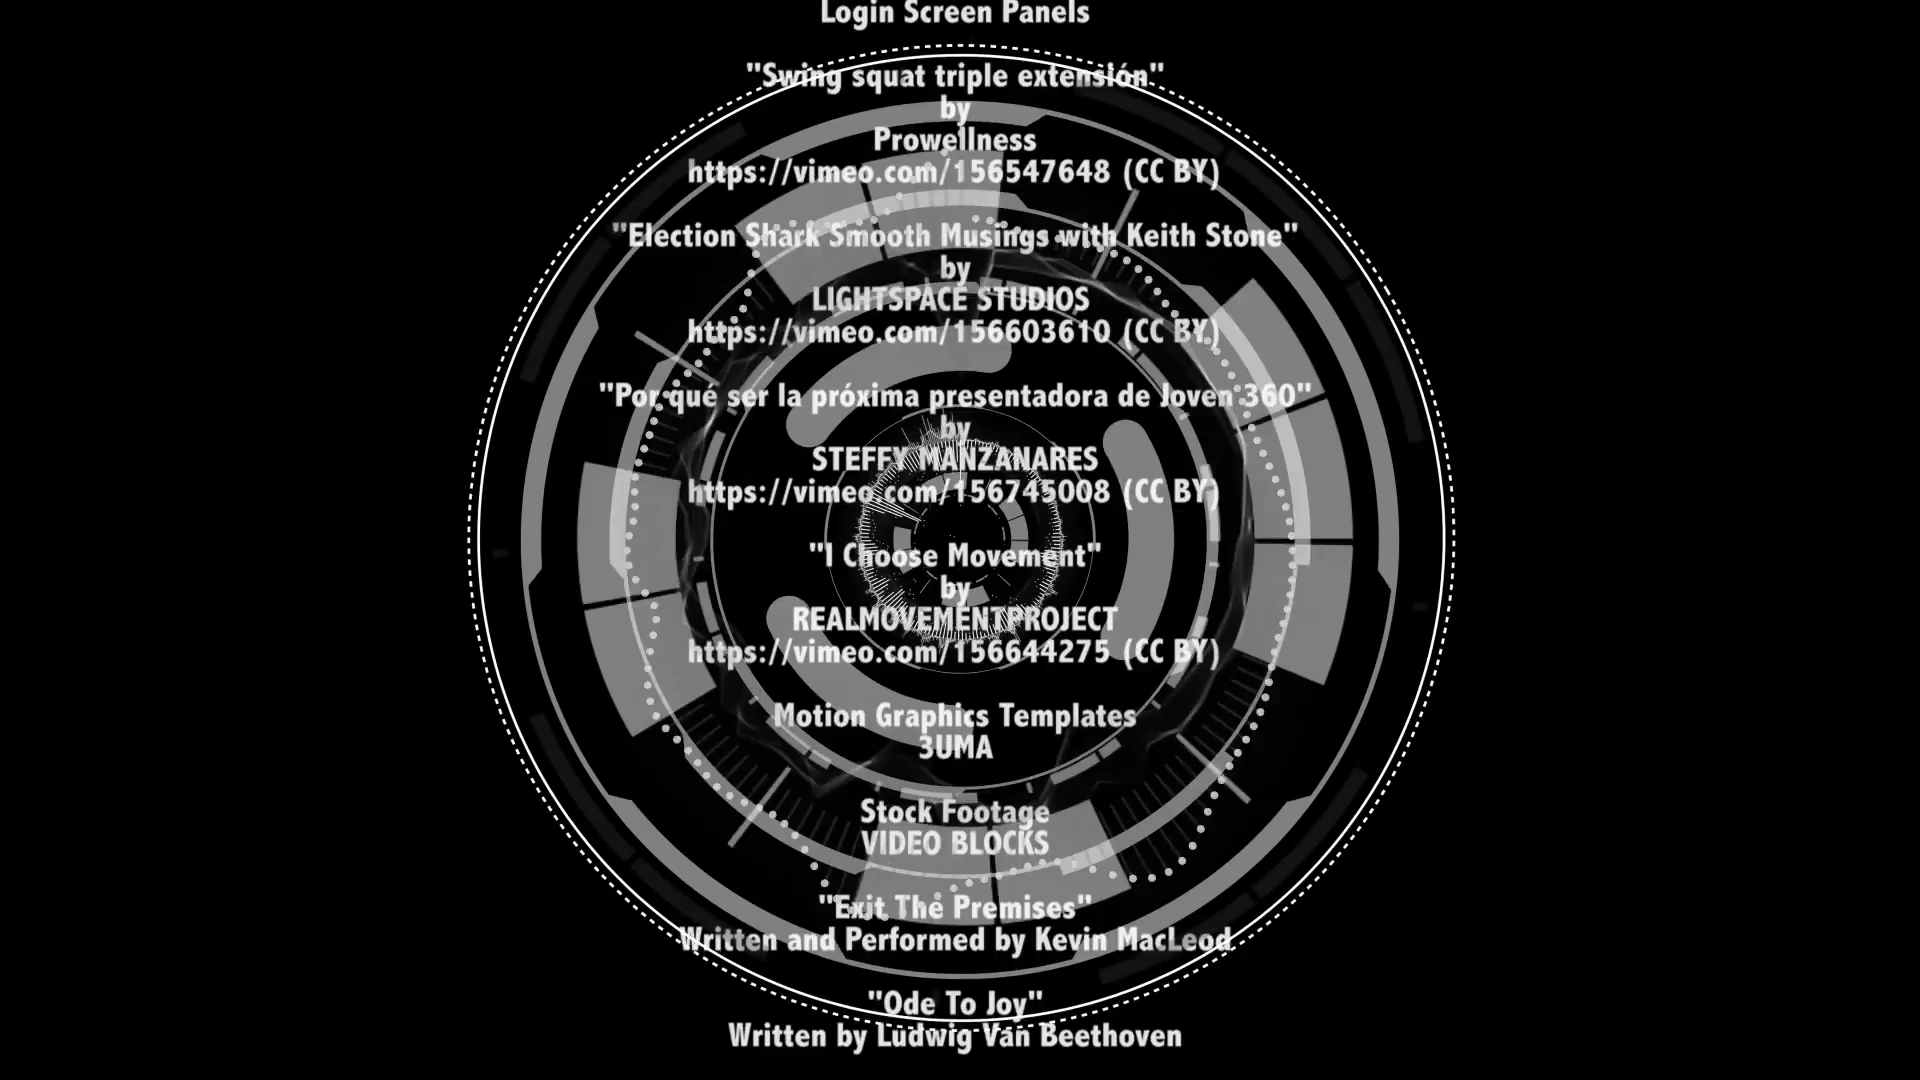 Login Screen Panels
"Swing squat triple extensión"
by
Prowellness
https://vimeo.com/156547648 (CC BY)
"Election Shark Smooth Musings with Keith Stone"
by
LIGHTSPACE STUDIOS
https://vimeo.com/156603610 (CC BY)
"Por qué ser la próxima presentadora de Joven 360"
by
STEFFY MANZANARES
https://vimeo.com/156745008 (CC BY)
"I Choose Movement"
by
REALMOVEMENTPROJECT
https://vimeo.com/156644275 (CC BY)
Motion Graphics Templates
3UMA
Stock Footage
VIDEO BLOCKS
"Exit The Premises"
Written and Performed by Kevin MacLeod
"Ode To Joy"
Written by Ludwig Van Beethoven